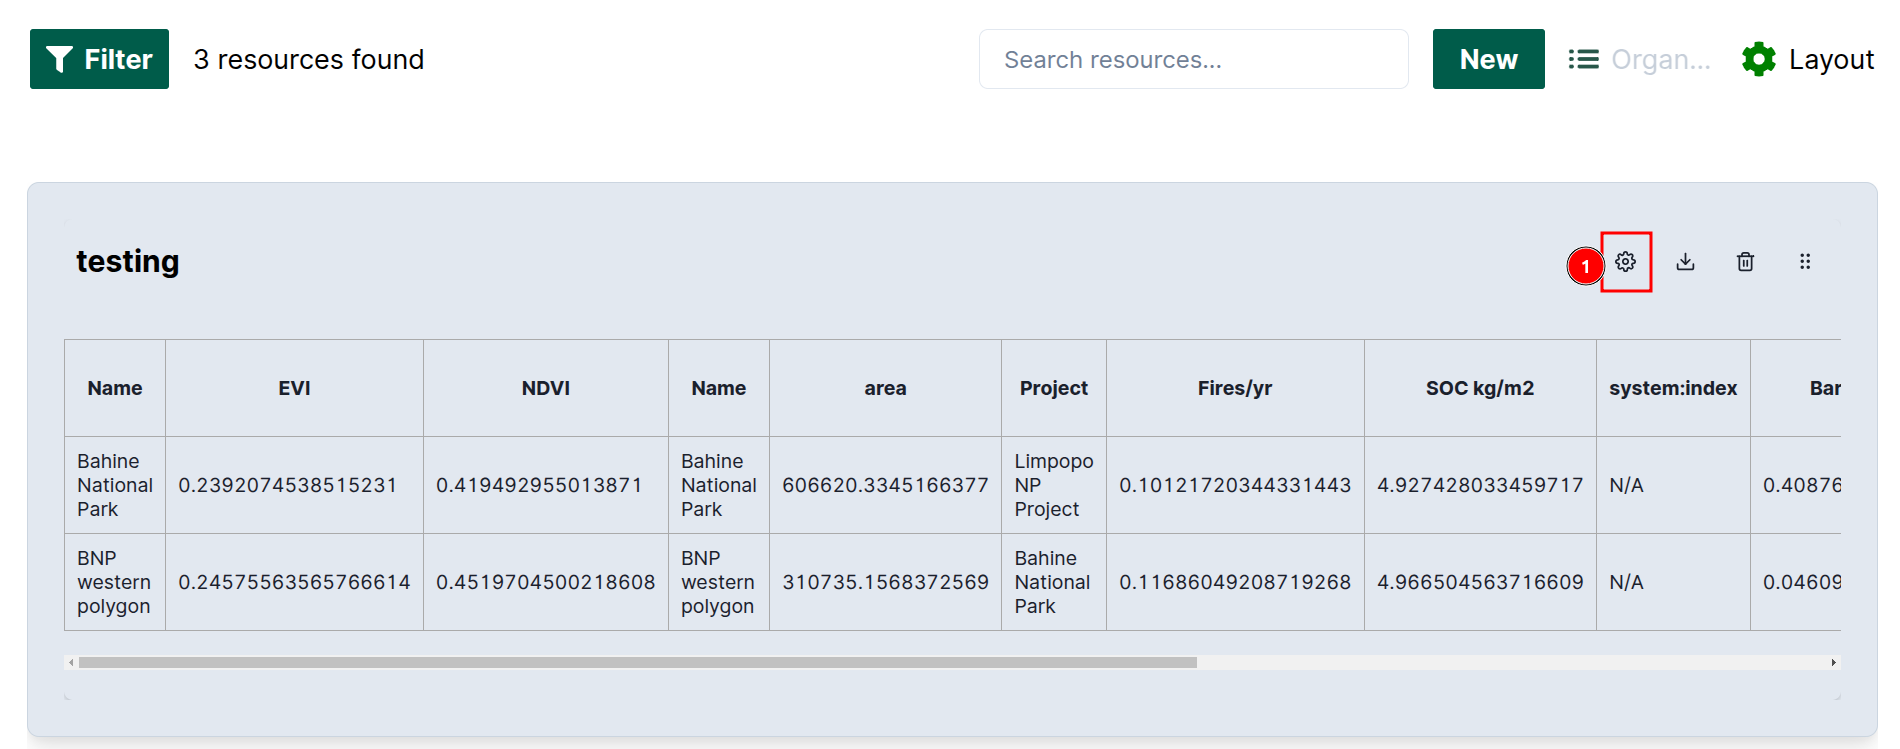 Filter
3 resources found
Search resources...
New
Organ...
Layout
testing
1
Name
EVI
NDVI
Name
area
Project
Fires/yr
SOC kg/m2
system:index
Bar
Bahine
National
Park
0.2392074538515231
0.419492955013871
Bahine
National
Park
606620.3345166377
Limpopo
NP
Project
0.10121720344331443
4.927428033459717
N/A
0.40876
BNP
western
polygon
0.24575563565766614
0.4519704500218608
BNP
western
polygon
310735.1568372569
Bahine
National
Park
0.11686049208719268
4.966504563716609
N/A
0.04609